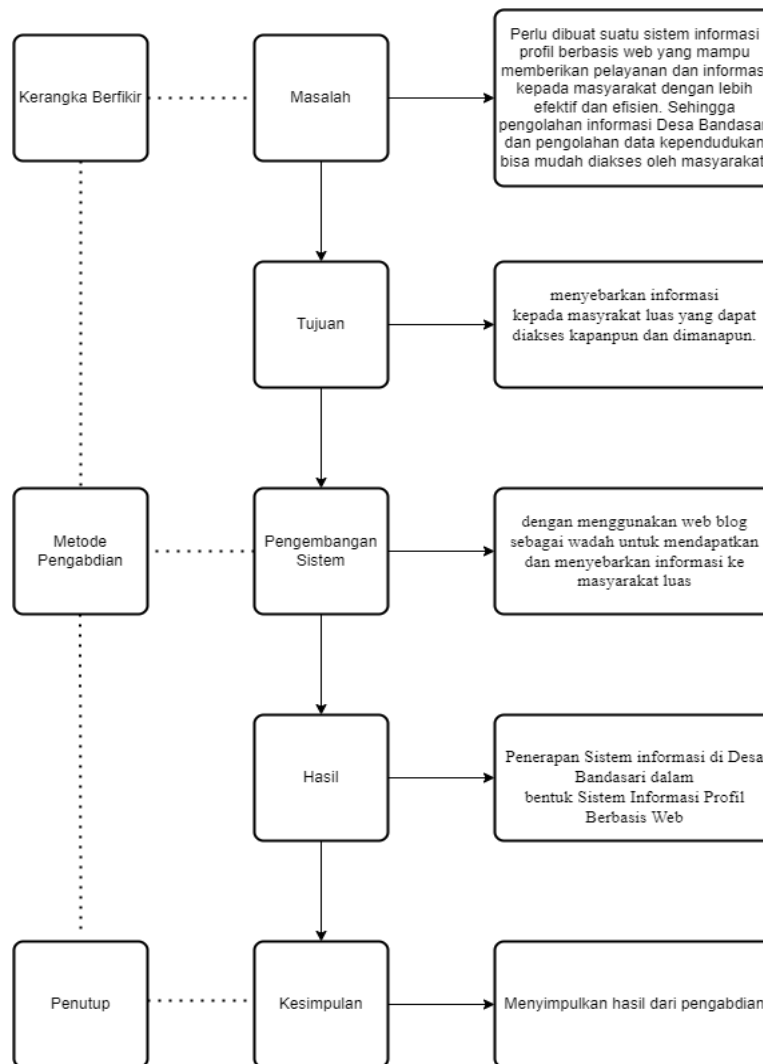 Kerangka Berfikir
Masalah
Perlu dibuat suatu sistem informasi
profil berbasis web yang mampu
memberikan pelayanan dan informas
kepada masyarakat dengan lebih
efektif dan efisien. Sehingga
pengolahan informasi Desa Bandasar
dan pengolahan data kependudukan
bisa mudah diakses oleh masyarakat
Tujuan
menyebarkan informasi
kepada masyrakat luas yang dapat
diakses kapanpun dan dimanapun.
Metode
Pengabdian
Pengembangan
Sistem
dengan menggunakan web blog
sebagai wadah untuk mendapatkan
dan menyebarkan informasi ke
masyarakat luas
Hasil
Penerapan Sistem informasi di Desa
Bandasari dalam
bentuk Sistem Informasi Profil
Berbasis Web
Penutup
Kesimpulan
Menyimpulkan hasil dari pengabdian